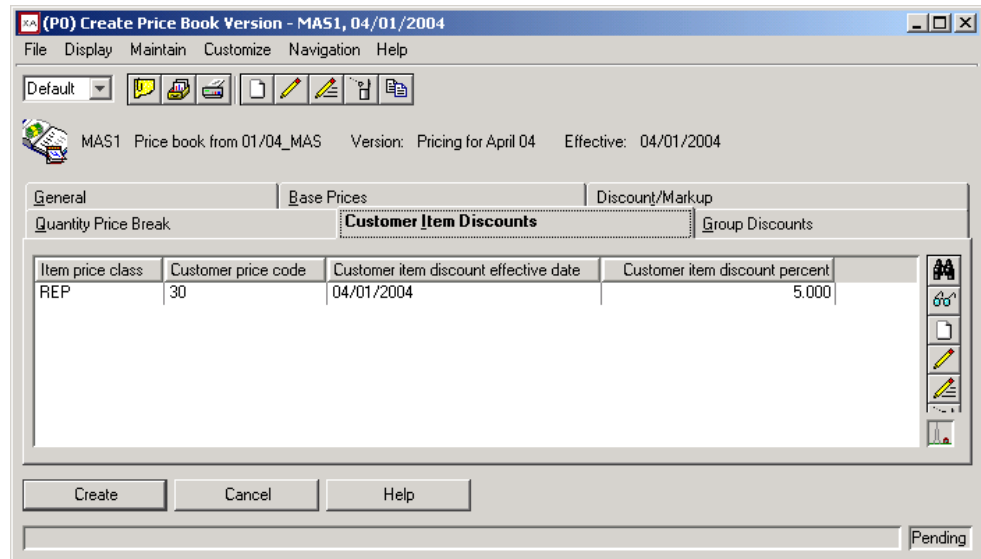 XA (P0) Create Price Book Version - MAS1, 04/01/2004
File Display Maintain Customize Navigation Help
Default
MAS1 Price book from 01/04_MAS Version: Pricing for April 04 Effective: 04/01/2004
General Base Prices Discount/Markup
Quantity Price Break Customer Item Discounts Group Discounts
Item price class Customer price code Customer item discount effective date Customer item discount percent
REP 30 04/01/2004 5.000
Create Cancel Help
Pending